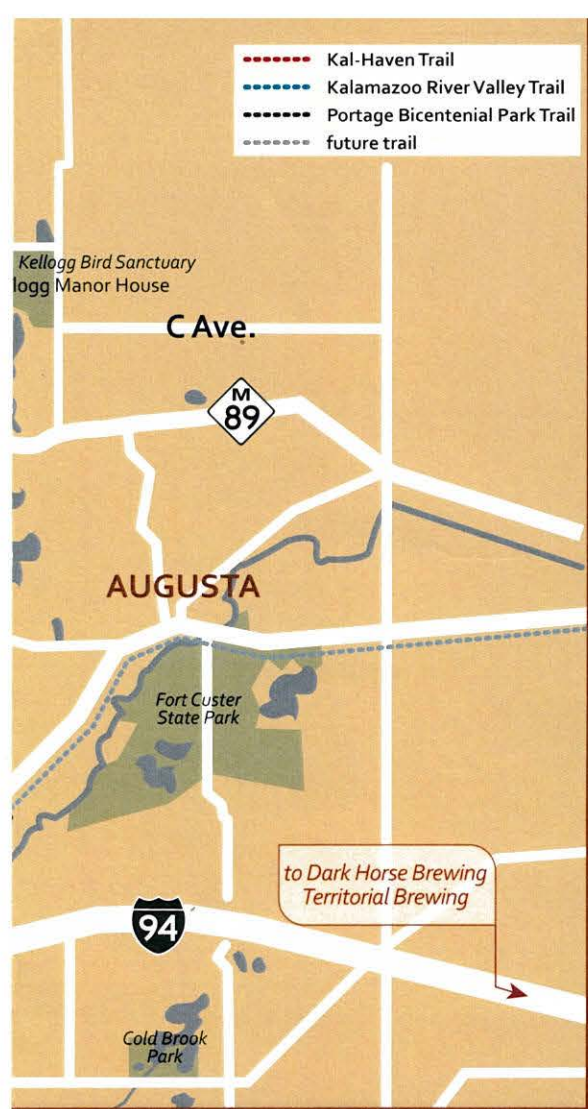 Kal-Haven Trail
Kalamazoo River Valley Trail
Portage Bicentenial Park Trail
future trail
Kellogg Bird Sanctuary
logg Manor House
C Ave.
M
89
AUGUSTA
Fort Custer
State Park
to Dark Horse Brewing
Territorial Brewing
94
Cold Brook
Park